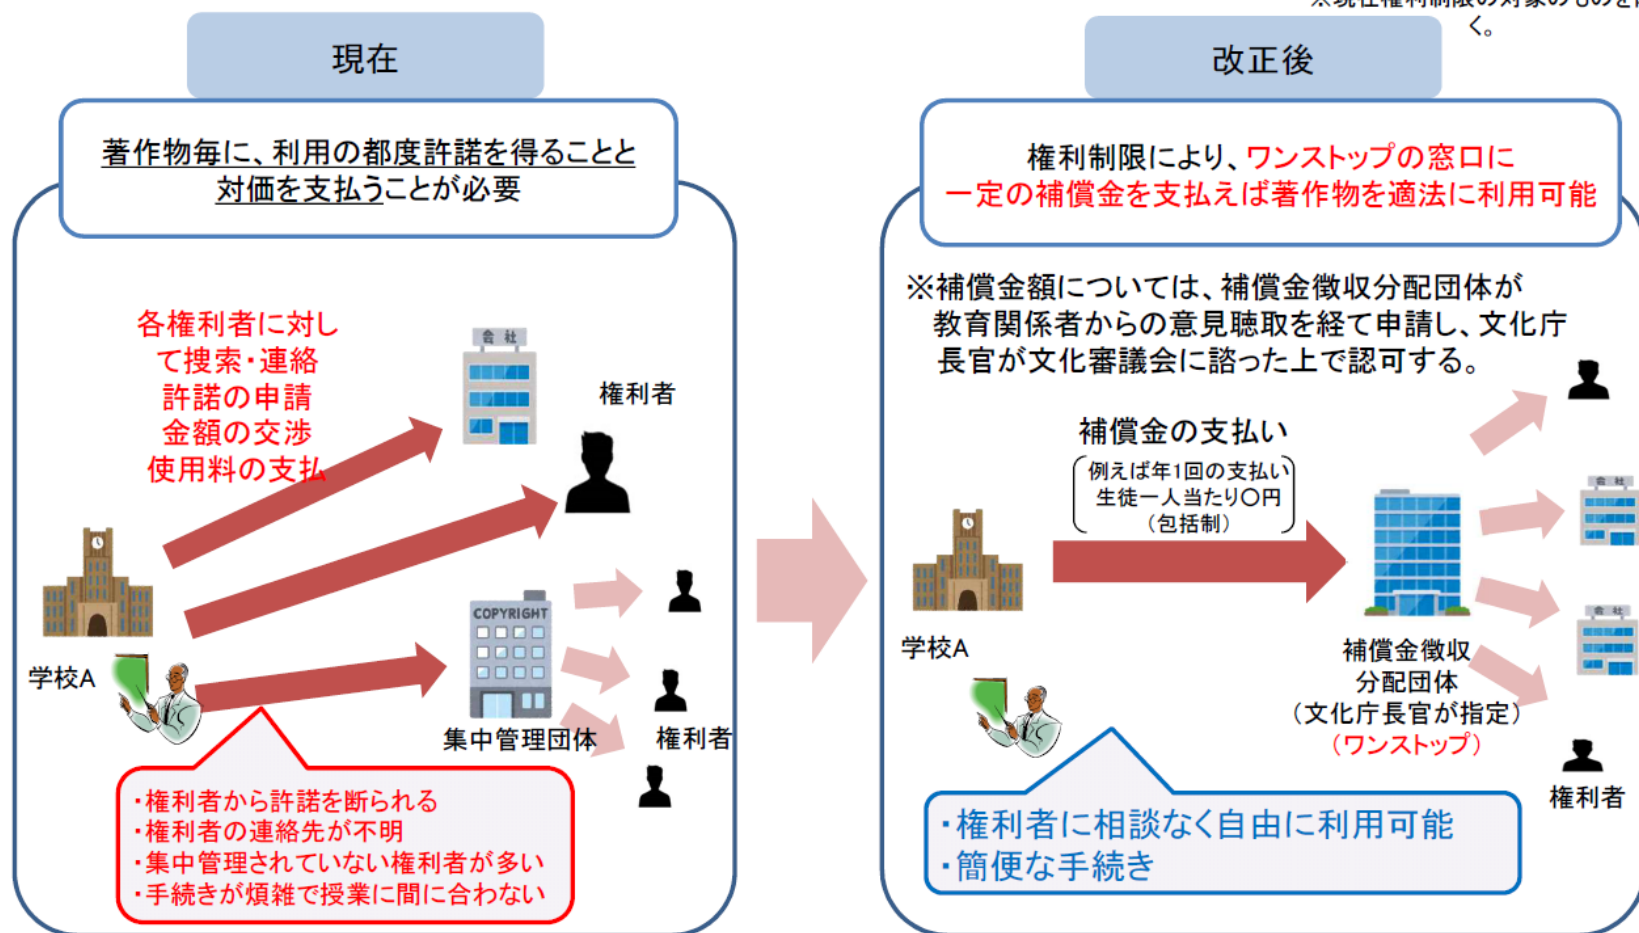 ※現在権利制限の対象のものを除
く。
現在
著作物毎に、利用の都度許諾を得ることと
対価を支払うことが必要
各権利者に対し
て捜索・連絡
許諾の申請
金額の交渉
使用料の支払
会 社
権利者
学校A
COPYRIGHT
集中管理団体
権利者
・権利者から許諾を断られる
・権利者の連絡先が不明
・集中管理されていない権利者が多い
・手続きが煩雑で授業に間に合わない
改正後
権利制限により、ワンストップの窓口に
一定の補償金を支払えば著作物を適法に利用可能
※補償金額については、補償金徴収分配団体が
教育関係者からの意見聴取を経て申請し、文化庁
長官が文化審議会に諮った上で認可する。
補償金の支払い
例えば年1回の支払い
生徒一人当たり〇円
（包括制）
学校A
補償金徴収
分配団体
（文化庁長官が指定）
（ワンストップ）
会 社
会 社
権利者
・権利者に相談なく自由に利用可能
・簡便な手続き